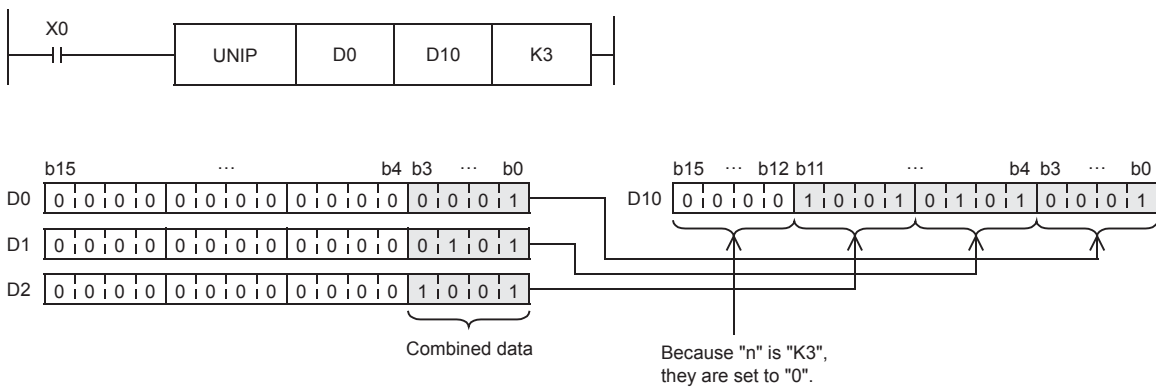 X0
UNIP D0 D10 K3
b15 … b4 b3 … b0
D0 0 0 0 0 0 0 0 0 0 0 0 0 0 0 0 1
D1 0 0 0 0 0 0 0 0 0 0 0 0 0 1 0 1
D2 0 0 0 0 0 0 0 0 0 0 0 0 1 0 0 1
Combined data
b15 … b12 b11 … b4 b3 … b0
D10 0 0 0 0 1 0 0 1 0 1 0 1 0 0 0 1
Because "n" is "K3",
they are set to "0".